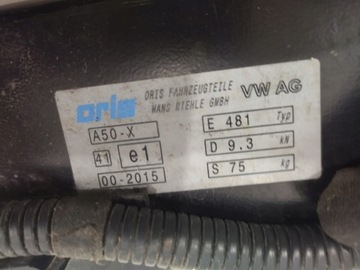 oris ORIS FAHRZEUGTEILE VW AG
HANS RIEHLE GMBH
A50-X E 481 Typ
41 e1 D 9.3 kN
00-2015 S 75 kg